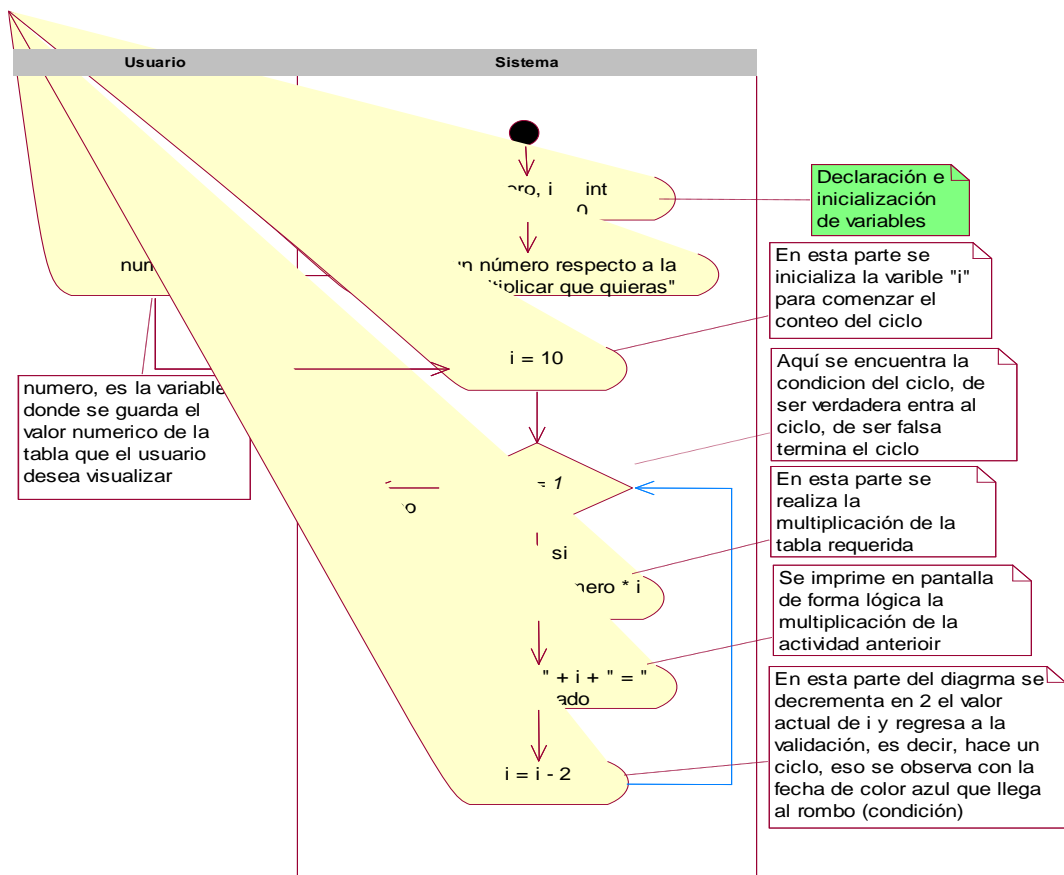 Usuario
Sistema
i int
0
un número respecto a la
que quieras"
i = 10
= 1
no
si
* i
" + i + " = "
i = i - 2
Declaración e
inicialización
de variables
En esta parte se
inicializa la varible "i"
para comenzar el
conteo del ciclo
Aquí se encuentra la
condicion del ciclo, de
ser verdadera entra al
ciclo, de ser falsa
termina el ciclo
En esta parte se
realiza la
multiplicación de la
tabla requerida
Se imprime en pantalla
de forma lógica la
multiplicación de la
actividad anterioir
En esta parte del diagrma se
decrementa en 2 el valor
actual de i y regresa a la
validación, es decir, hace un
ciclo, eso se observa con la
fecha de color azul que llega
al rombo (condición)
numero, es la variable
donde se guarda el
valor numerico de la
tabla que el usuario
desea visualizar